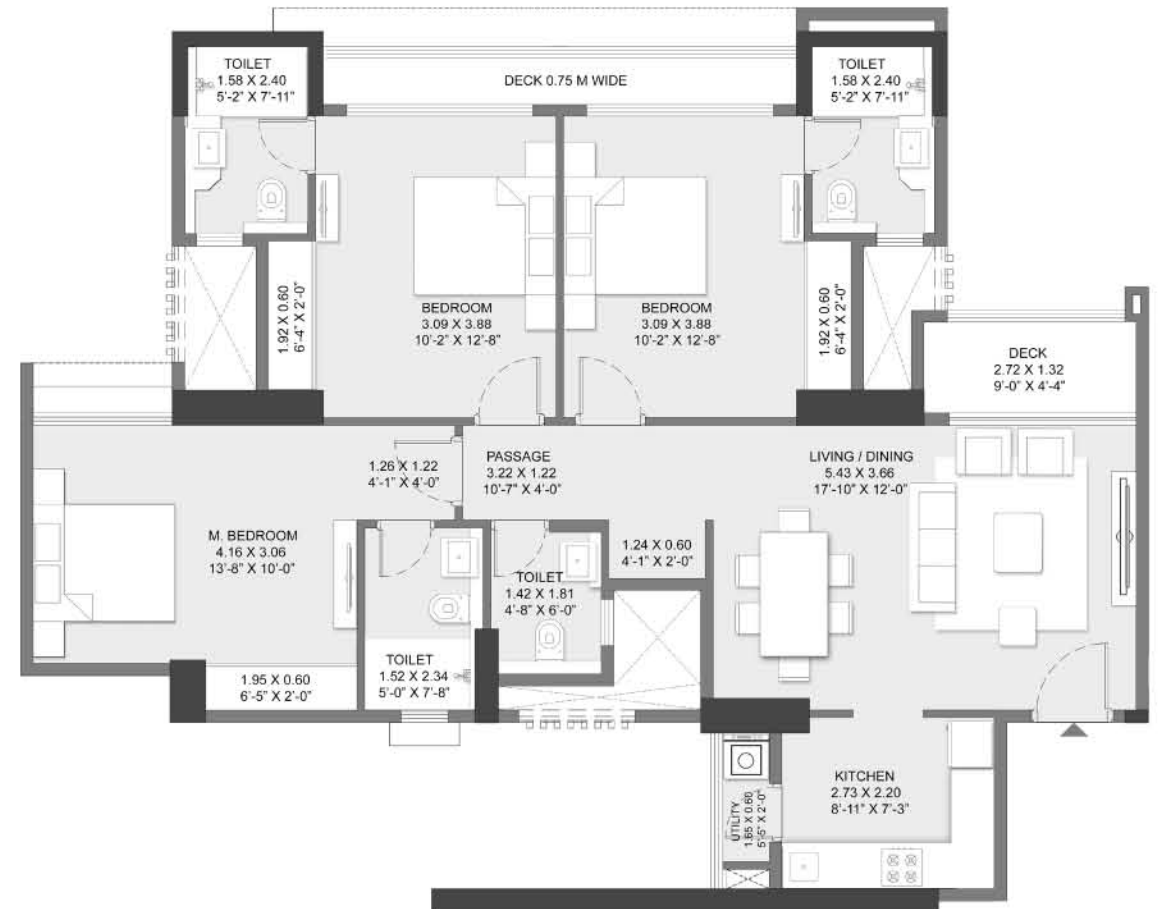 TOILET
1.58 X 2.40
5'-2" X 7'-11"
DECK 0.75 M WIDE
TOILET
1.58 X 2.40
5'-2" X 7'-11"
1.92 X 0.60
6'-4" X 2'-0"
BEDROOM
3.09 X 3.88
10'-2" X 12'-8"
BEDROOM
3.09 X 3.88
10'-2" X 12'-8"
1.92 X 0.60
6'-4" X 2'-0"
DECK
2.72 X 1.32
9'-0" X 4'-4"
1.26 X 1.22
4'-1" X 4'-0"
PASSAGE
3.22 X 1.22
10'-7" X 4'-0"
LIVING / DINING
5.43 X 3.66
17'-10" X 12'-0"
M. BEDROOM
4.16 X 3.06
13'-8" X 10'-0"
TOILET
1.42 X 1.81
4'-8" X 6'-0"
1.24 X 0.60
4'-1" X 2'-0"
1.95 X 0.60
6'-5" X 2'-0"
TOILET
1.52 X 2.34
5'-0" X 7'-8"
UTILITY
1.65 X 0.60
5'-5" X 2'-0"
KITCHEN
2.73 X 2.20
8'-11" X 7'-3"